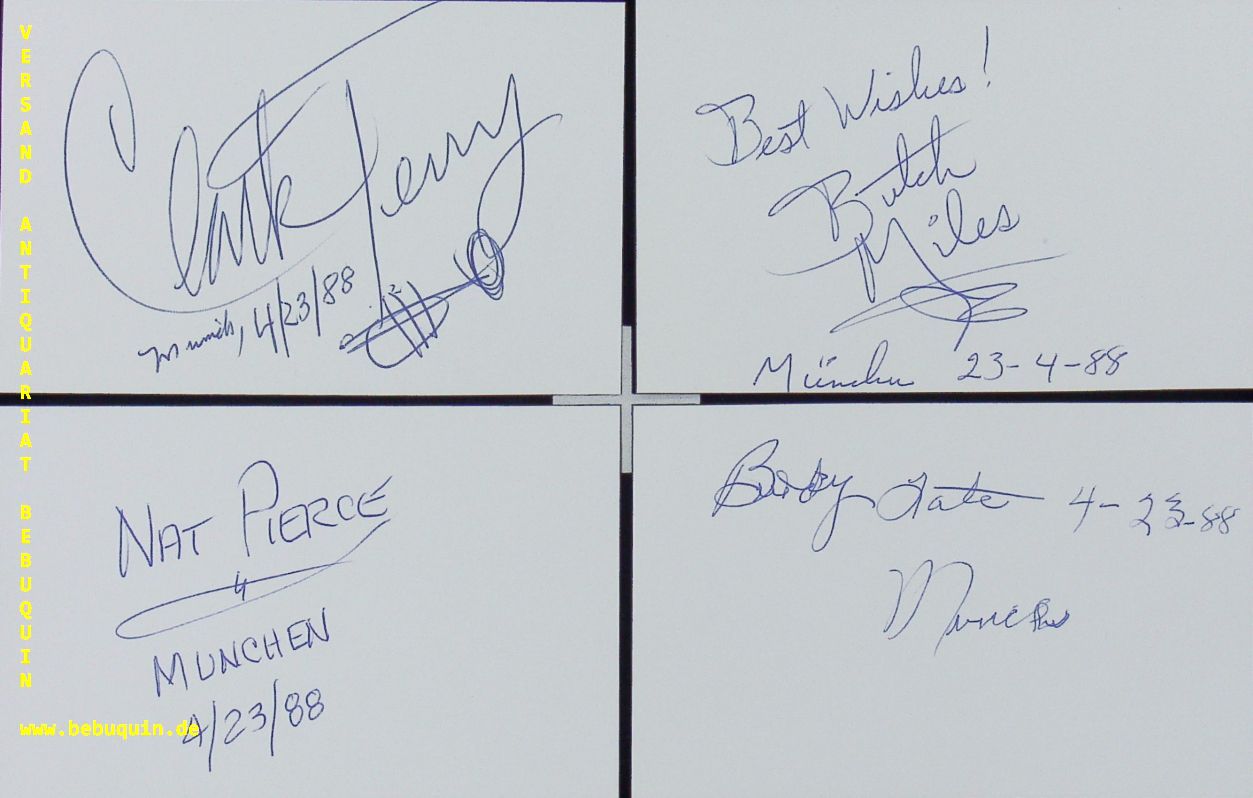 VERSAND ANTIQUARIAT BEBUQUIN
www.bebuquin.de
Clark Terry
Munich, 4/23/88
Best Wishes!
Butch
Miles
München 23-4-88
NAT PIERCE
4
MUNCHEN
4/23/88
Buddy Tate 4-23-88